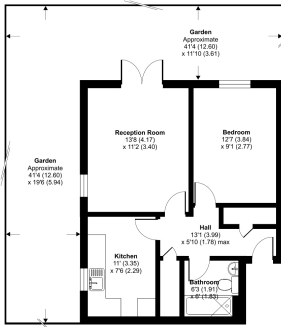 Garden
Approximate
41'4 (12.60)
x 11'10 (3.61)
Reception Room
13'8 (4.17)
x 11'2 (3.40)
Bedroom
12'7 (3.84)
x 9'1 (2.77)
Garden
Approximate
41'4 (12.60)
x 19'6 (5.94)
Hall
13'1 (3.99)
x 5'10 (1.78) max
Kitchen
11' (3.35)
x 7'6 (2.29)
Bathroom
6'3 (1.91)
x 6' (1.83)